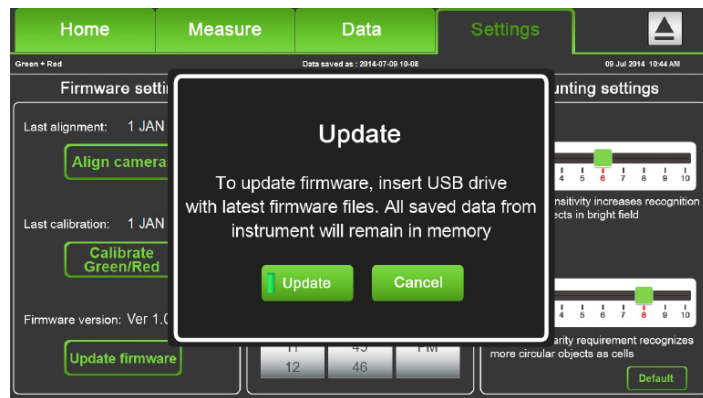 Home Measure Data Settings
Green + Red Data saved as : 2014-07-09 10-08 09 Jul 2014 10:44 AM
Firmware unting settings
Last alignment: 1 JAN
Align camera
4 5 6 7 8 9 10
nsitivity increases recognition
ects in bright field
Last calibration: 1 JAN
Calibrate
Green/Red
Firmware version: Ver 1.0
Update firmware
Update
To update firmware, insert USB drive
with latest firmware files. All saved data from
instrument will remain in memory
Update Cancel
4 5 6 7 8 9 10
arity requirement recognizes
more circular objects as cells
12 46
Default